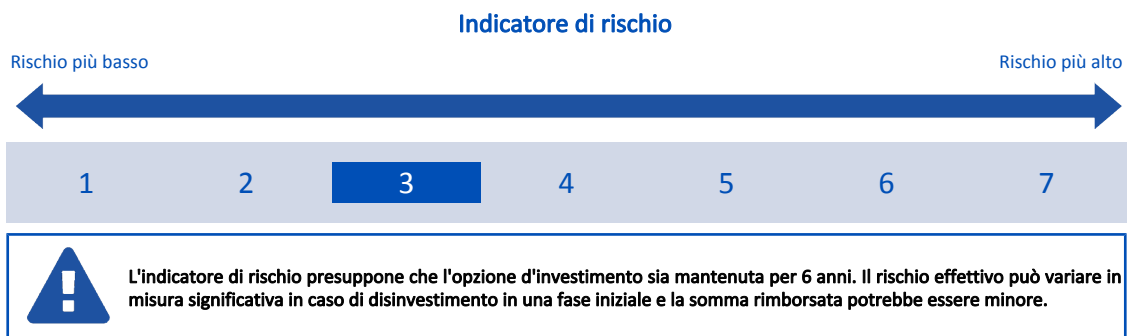 Indicatore di rischio
Rischio più basso
Rischio più alto
1 2 3 4 5 6 7
L'indicatore di rischio presuppone che l'opzione d'investimento sia mantenuta per 6 anni. Il rischio effettivo può variare in
misura significativa in caso di disinvestimento in una fase iniziale e la somma rimborsata potrebbe essere minore.